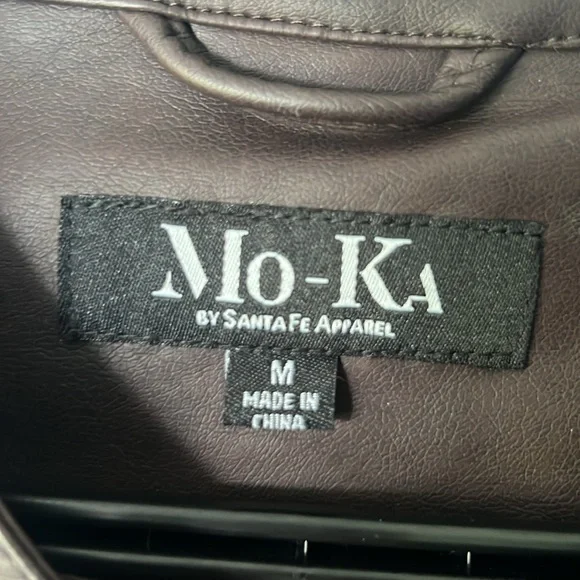 Mo-Ka
BY SANTA FE APPAREL
M
MADE IN
CHINA